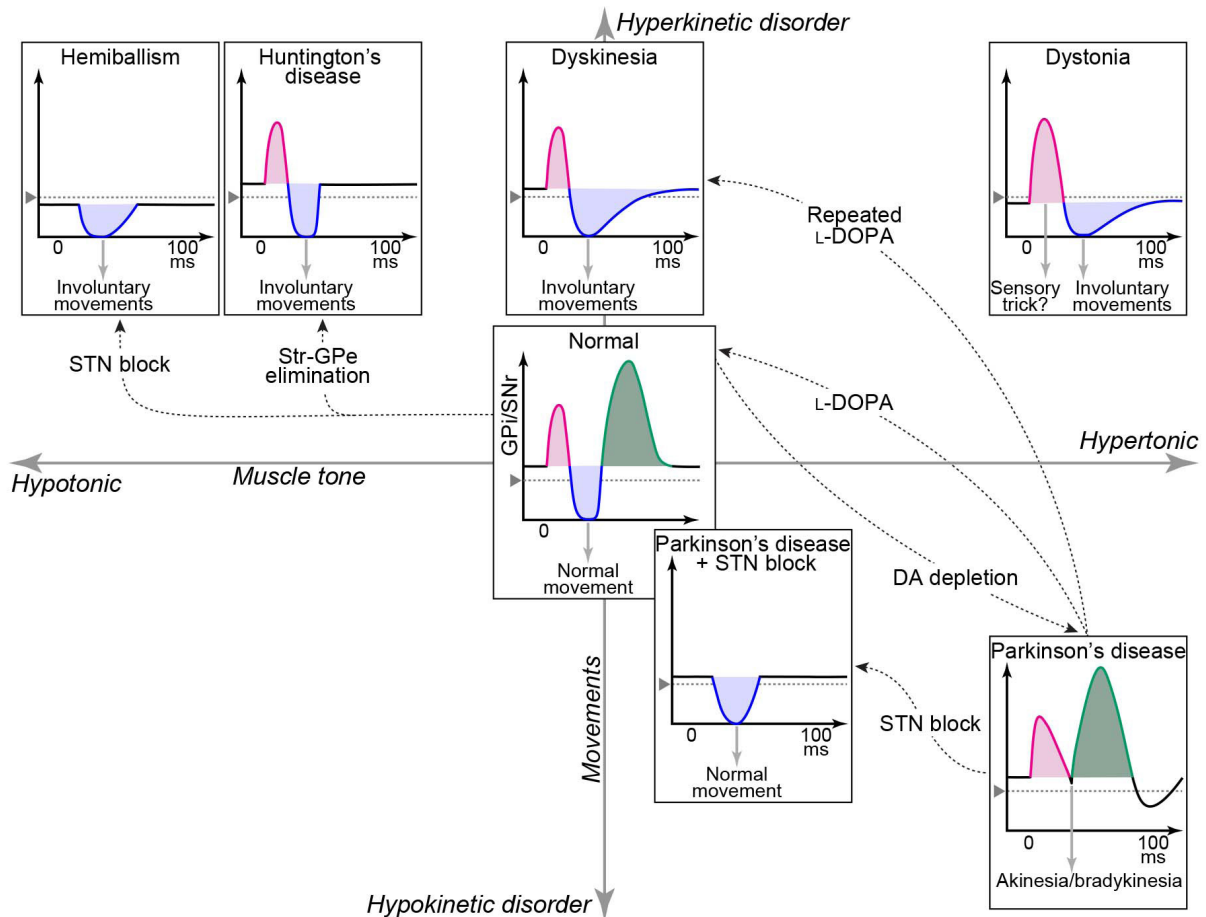 Hyperkinetic disorder
Hemiballism
0
100
ms
Involuntary
movements
Huntington's
disease
0
100
ms
Involuntary
movements
Dyskinesia
0
100
ms
Involuntary
movements
Dystonia
0
100
ms
Sensory
trick?
Involuntary
movements
Repeated
L-DOPA
STN block
Str-GPe
elimination
Normal
GPi/SNr
0
Normal
movement
L-DOPA
Hypertonic
Hypotonic
Muscle tone
DA depletion
Parkinson's disease
+ STN block
0
100
ms
Normal
movement
STN block
Parkinson's disease
0
100
ms
Akinesia/bradykinesia
Movements
Hypokinetic disorder